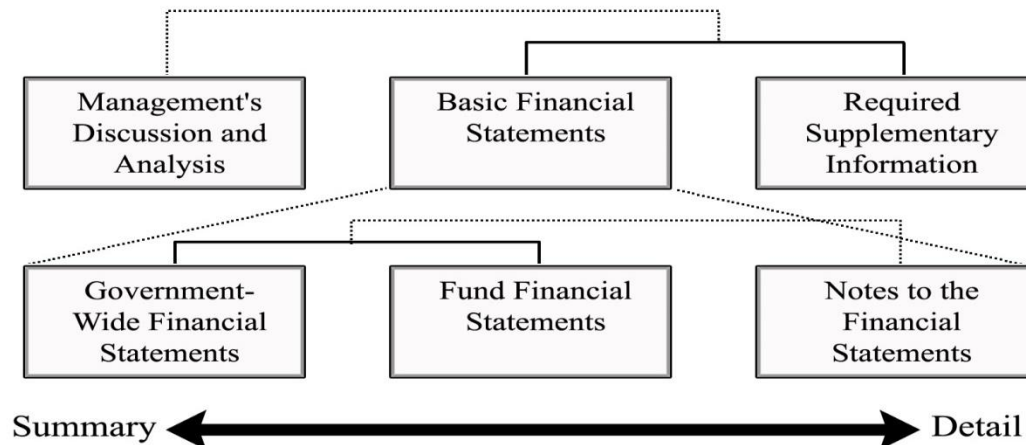 Management's
Discussion and
Analysis
Basic Financial
Statements
Required
Supplementary
Information
Government-
Wide Financial
Statements
Fund Financial
Statements
Notes to the
Financial
Statements
Summary
Detail